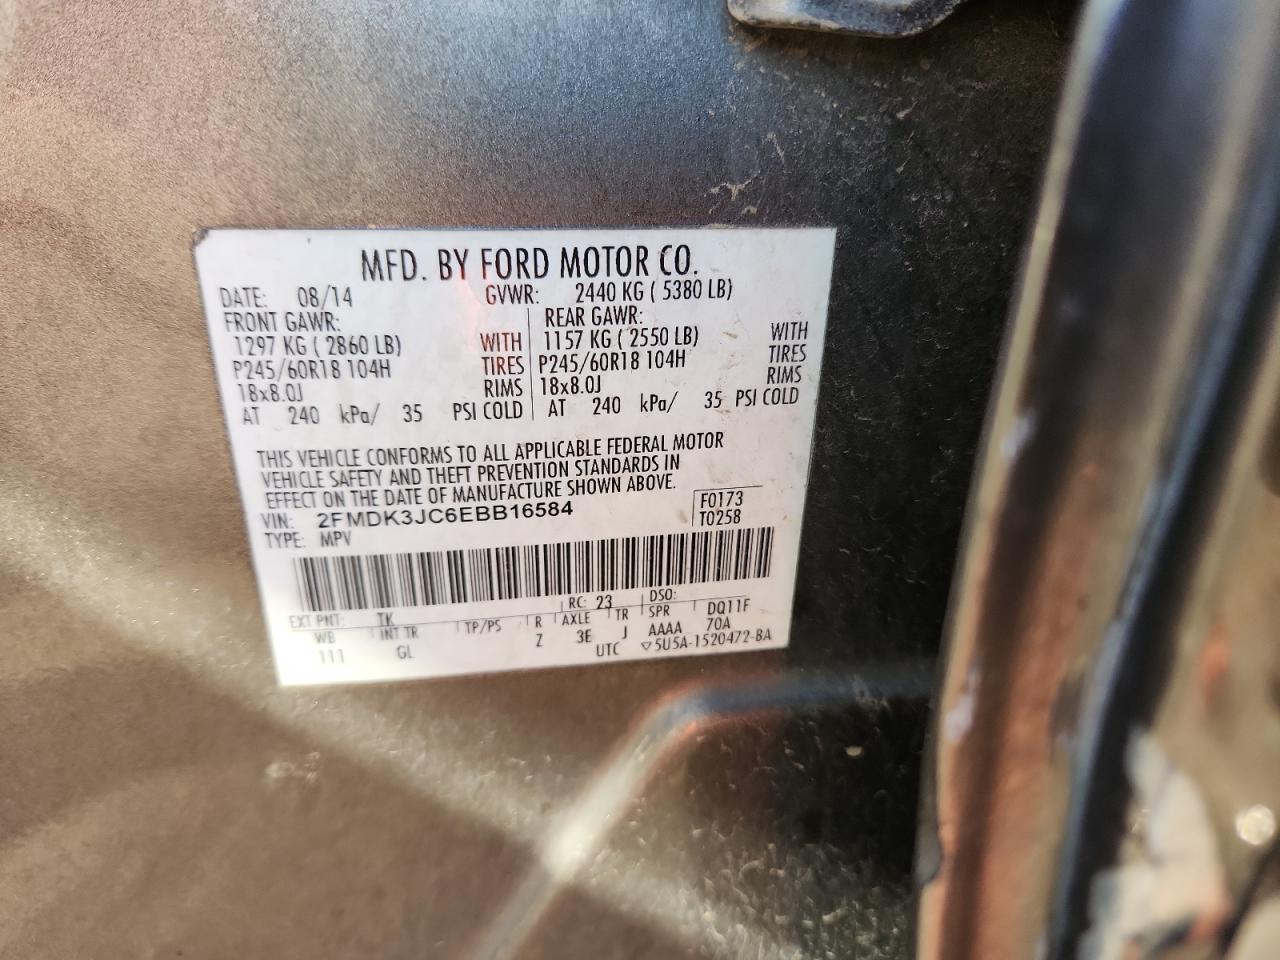 MFD. BY FORD MOTOR CO.
DATE: 08/14 GVWR: 2440 KG ( 5380 LB)
FRONT GAWR: REAR GAWR:
1297 KG ( 2860 LB) WITH 1157 KG ( 2550 LB) WITH
P245/60R18 104H TIRES P245/60R18 104H TIRES
18x8.0J RIMS 18x8.0J RIMS
AT 240 kPa/ 35 PSI COLD AT 240 kPa/ 35 PSI COLD
THIS VEHICLE CONFORMS TO ALL APPLICABLE FEDERAL MOTOR
VEHICLE SAFETY AND THEFT PREVENTION STANDARDS IN
EFFECT ON THE DATE OF MANUFACTURE SHOWN ABOVE.
VIN: 2FMDK3JC6EBB16584 F0173
TYPE: MPV T0258
EXT PNT: TK RC: 23 DSO:
WB INT TR TP/PS R AXLE TR SPR DQ11F
111 GL Z 3E J AAAA 70A
UTC ▽5U5A-1520472-BA